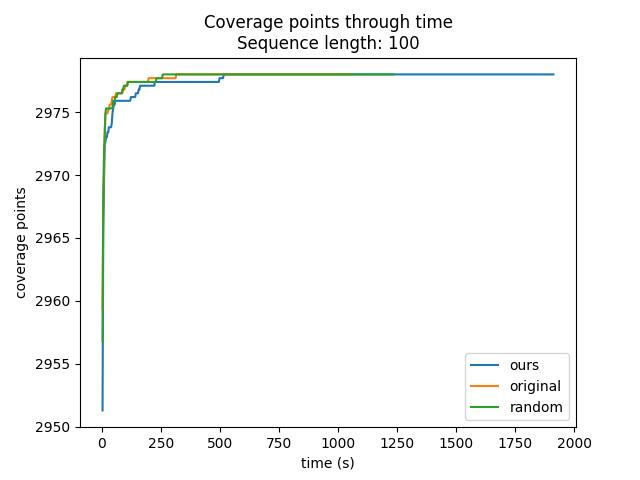 Coverage points through time
Sequence length: 100
coverage points
2975
2970
2965
2960
2955
2950
0
250
500
750
1000
1250
1500
1750
2000
time (s)
ours
original
random